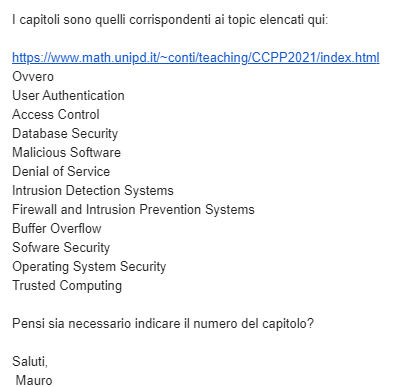 I capitoli sono quelli corrispondenti ai topic elencati qui:
https://www.math.unipd.it/~conti/teaching/CCPP2021/index.html
Ovvero
User Authentication
Access Control
Database Security
Malicious Software
Denial of Service
Intrusion Detection Systems
Firewall and Intrusion Prevention Systems
Buffer Overflow
Sofware Security
Operating System Security
Trusted Computing
Pensi sia necessario indicare il numero del capitolo?
Saluti,
Mauro